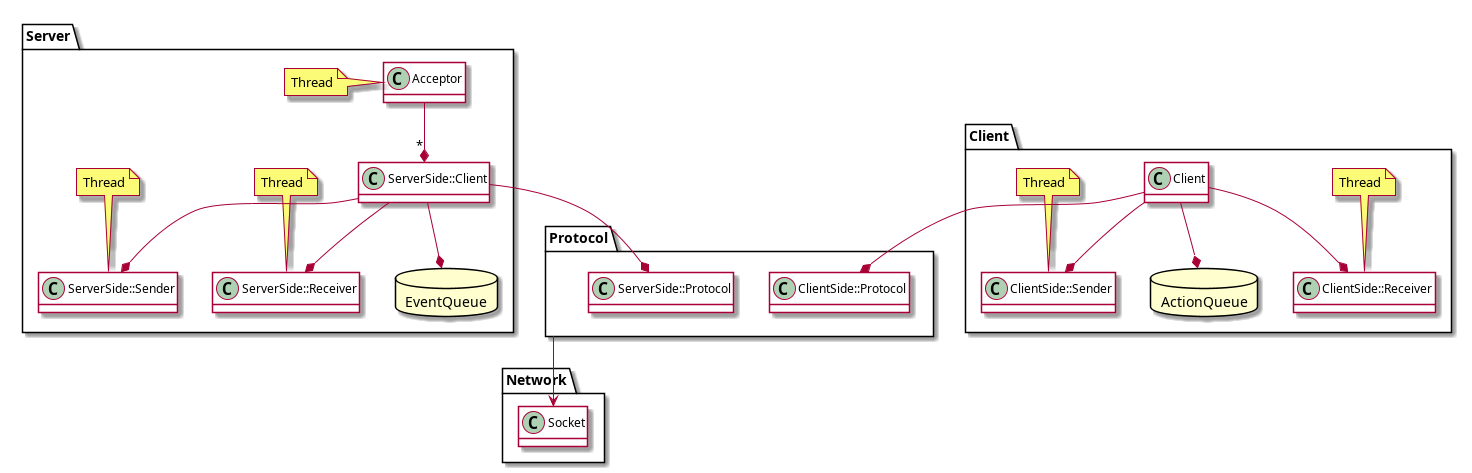 Server
Thread
C Acceptor
*
Thread
Thread
C ServerSide::Client
C ServerSide::Sender
C ServerSide::Receiver
EventQueue
Protocol
C ServerSide::Protocol
C ClientSide::Protocol
Client
Thread
C Client
Thread
C ClientSide::Sender
ActionQueue
C ClientSide::Receiver
Network
C Socket